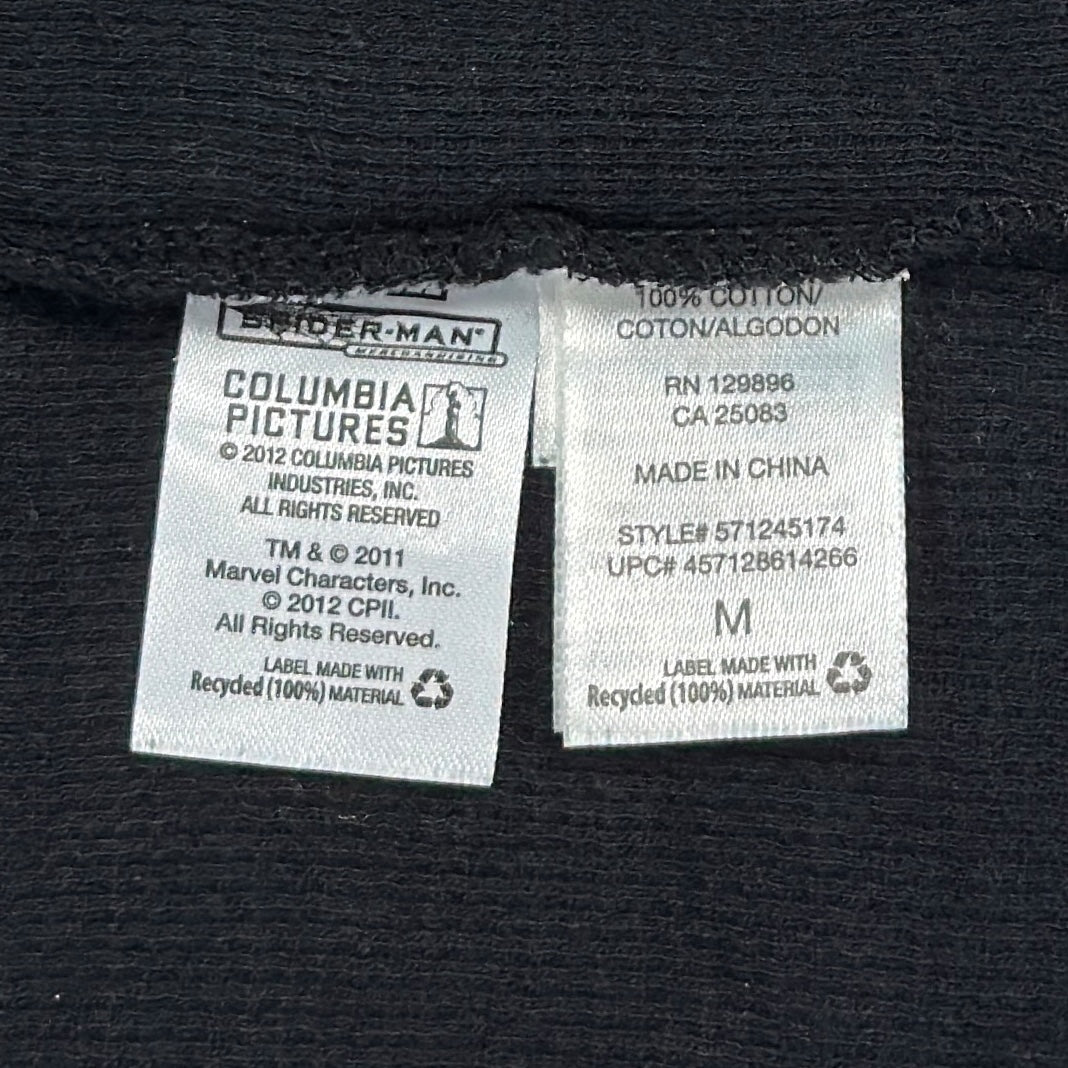 SPIDER-MAN®
MERCHANDISING
COLUMBIA
PICTURES
© 2012 COLUMBIA PICTURES
INDUSTRIES, INC.
ALL RIGHTS RESERVED
TM & © 2011
Marvel Characters, Inc.
© 2012 CPII.
All Rights Reserved.
LABEL MADE WITH
Recycled (100%) MATERIAL
100% COTTON/
COTON/ALGODON
RN 129896
CA 25083
MADE IN CHINA
STYLE# 571245174
UPC# 457128614266
M
LABEL MADE WITH
Recycled (100%) MATERIAL